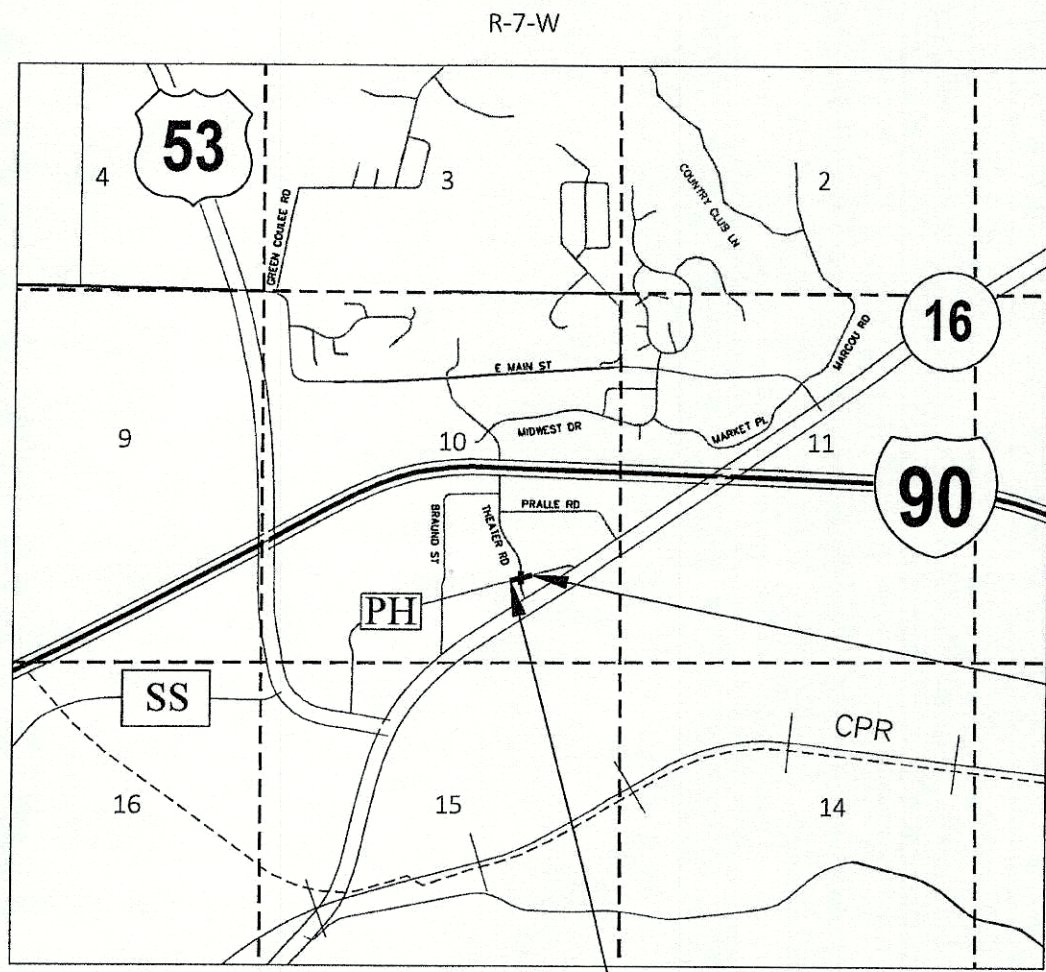 R-7-W
53
4
3
2
COUNTRY CLUB LN
GREEN COULEE RD
16
MARCOU RD
E MAIN ST
9
10
MIDWEST DR
MARKET PL
11
90
BRAUND ST
THEATER RD
PRALLE RD
PH
SS
CPR
16
15
14